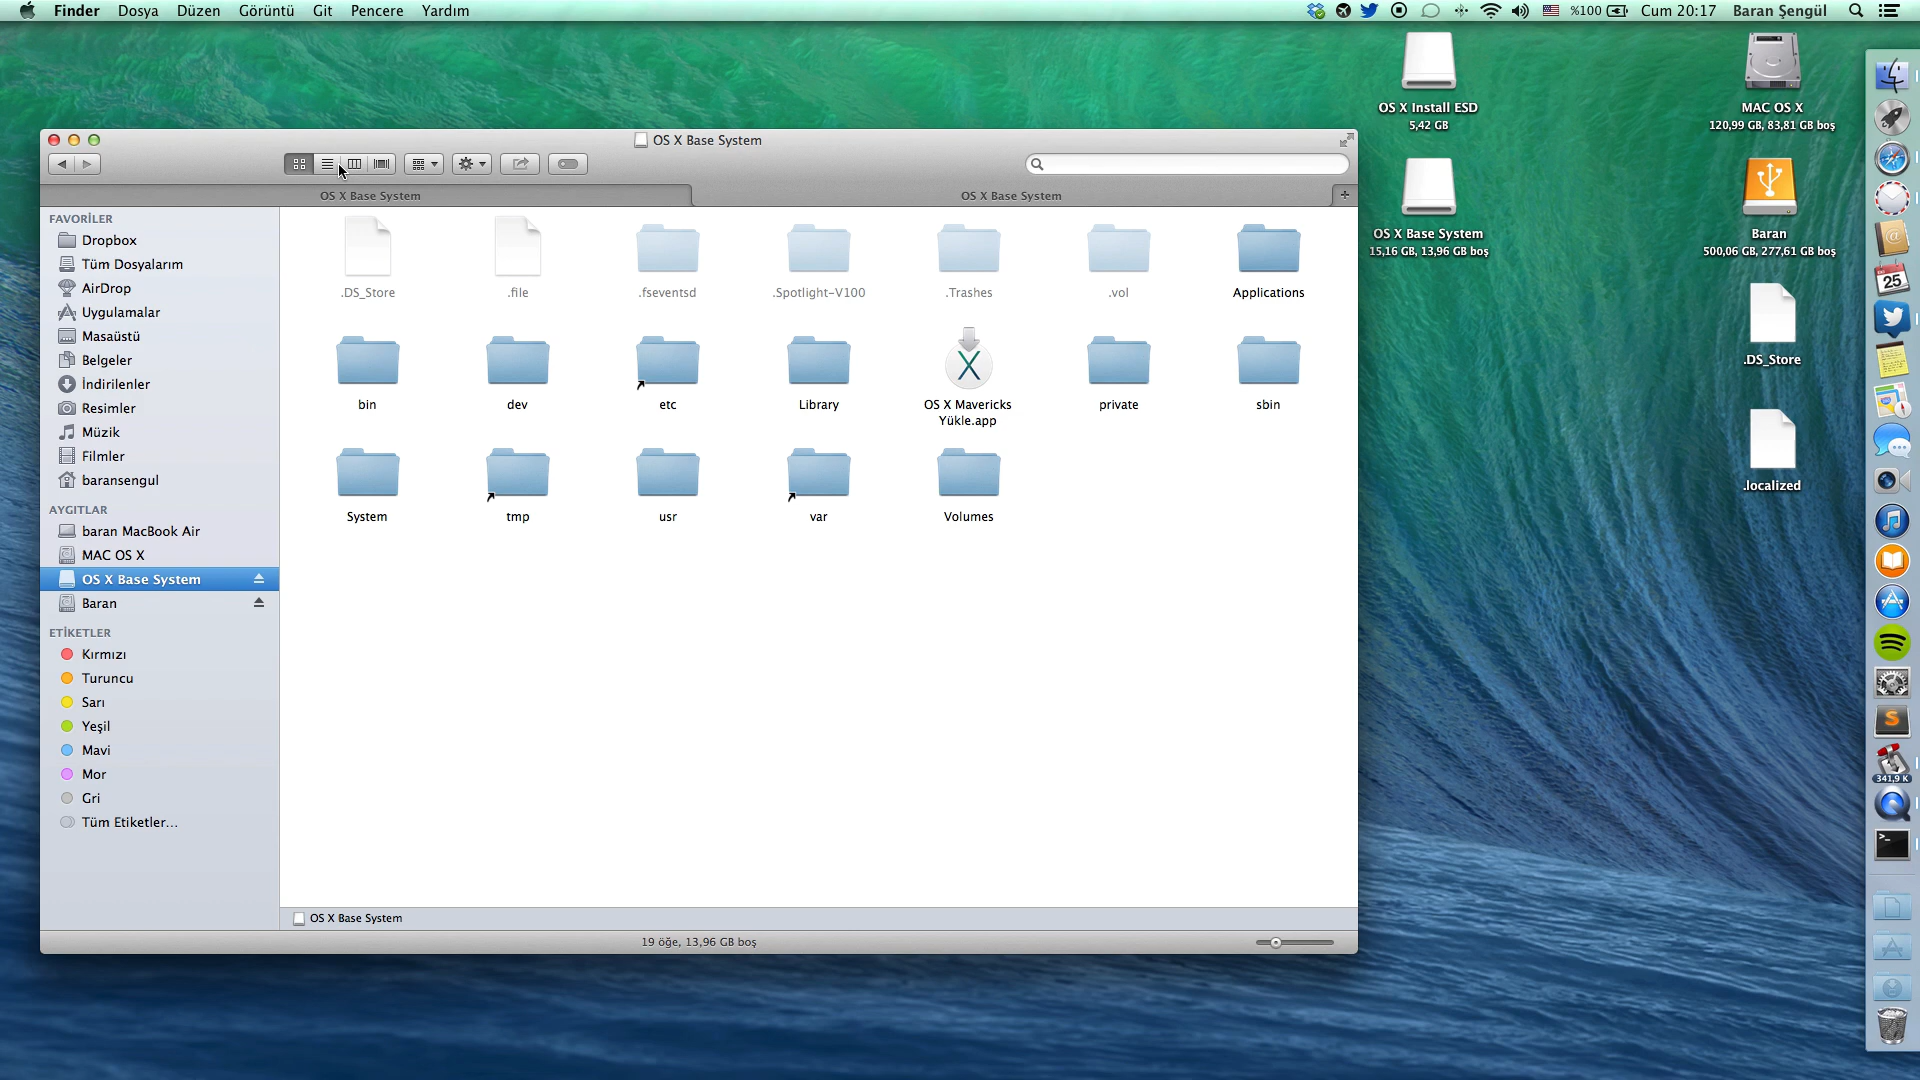 Finder Dosya Düzen Görüntü Git Pencere Yardım %100 Cum 20:17 Baran Şengül
OS X Install ESD
5,42 GB
MAC OS X
120,99 GB, 83,81 GB boş
OS X Base System
15,16 GB, 13,96 GB boş
Baran
500,06 GB, 277,61 GB boş
.DS_Store
.localized
OS X Base System
OS X Base System OS X Base System +
FAVORİLER
Dropbox
Tüm Dosyalarım
AirDrop
Uygulamalar
Masaüstü
Belgeler
İndirilenler
Resimler
Müzik
Filmler
baransengul
AYGITLAR
baran MacBook Air
MAC OS X
OS X Base System
Baran
ETİKETLER
Kırmızı
Turuncu
Sarı
Yeşil
Mavi
Mor
Gri
Tüm Etiketler...
.DS_Store .file .fseventsd .Spotlight-V100 .Trashes .vol Applications
bin dev etc Library OS X Mavericks
Yükle.app private sbin
System tmp usr var Volumes
OS X Base System
19 öğe, 13,96 GB boş
25
S
341,9 K
>_